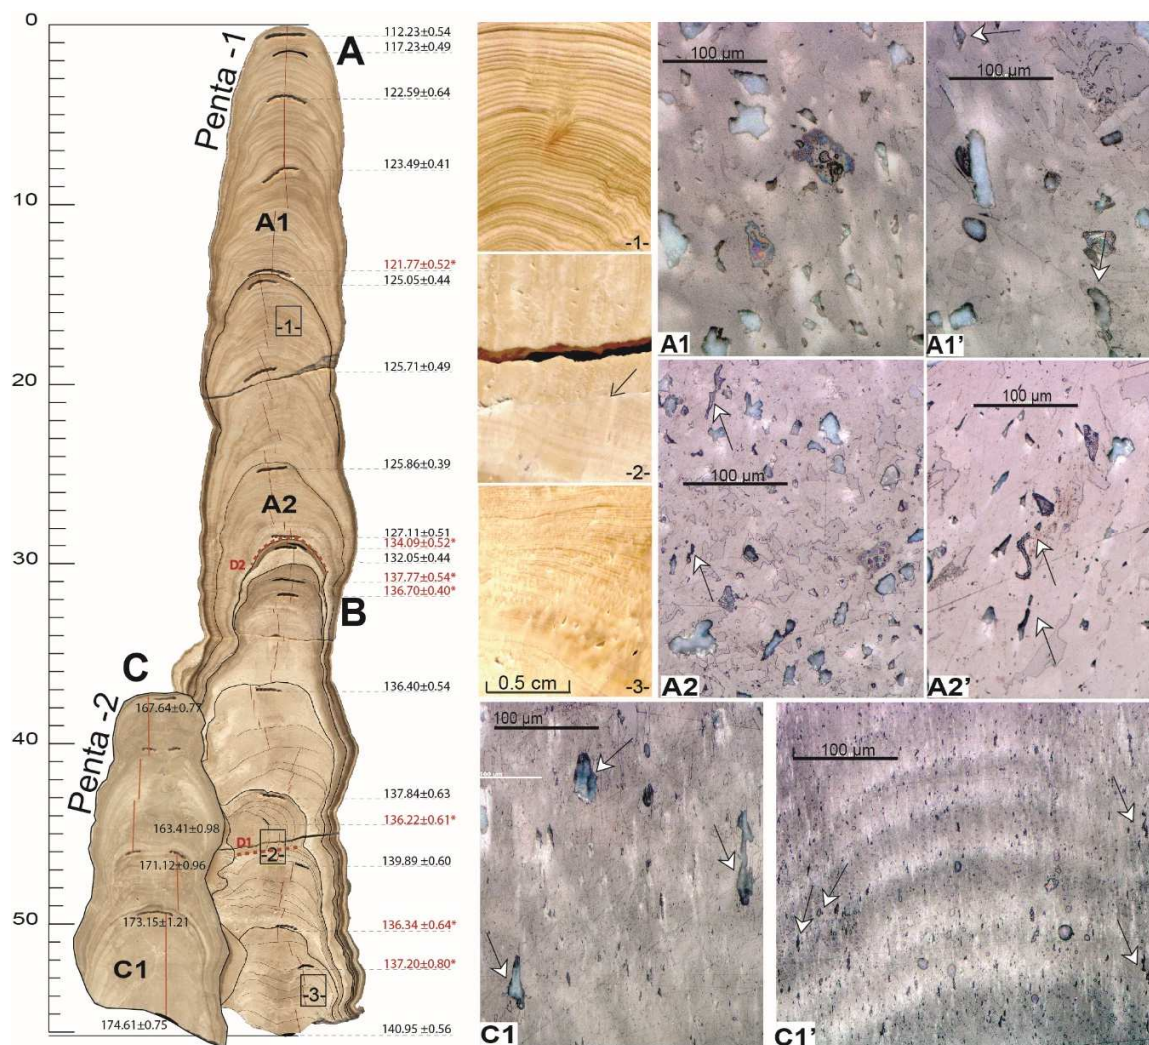 0
10
20
30
40
50
Penta -1
A
A1
-1-
A2
D2
B
C
Penta -2
D1
-2-
C1
-3-
112.23±0.54
117.23±0.49
122.59±0.64
123.49±0.41
121.77±0.52*
125.05±0.44
125.71±0.49
125.86±0.39
127.11±0.51
134.09±0.52*
132.05±0.44
137.77±0.54*
136.70±0.40*
136.40±0.54
137.84±0.63
136.22±0.61*
139.89±0.60
136.34±0.64*
137.20±0.80*
140.95±0.56
167.64±0.77
163.41±0.98
171.12±0.96
173.15±1.21
174.61±0.75
-1-
-2-
-3-
0.5 cm
100 µm
A1
100 µm
A1'
100 µm
A2
100 µm
A2'
100 µm
C1
100 µm
C1'